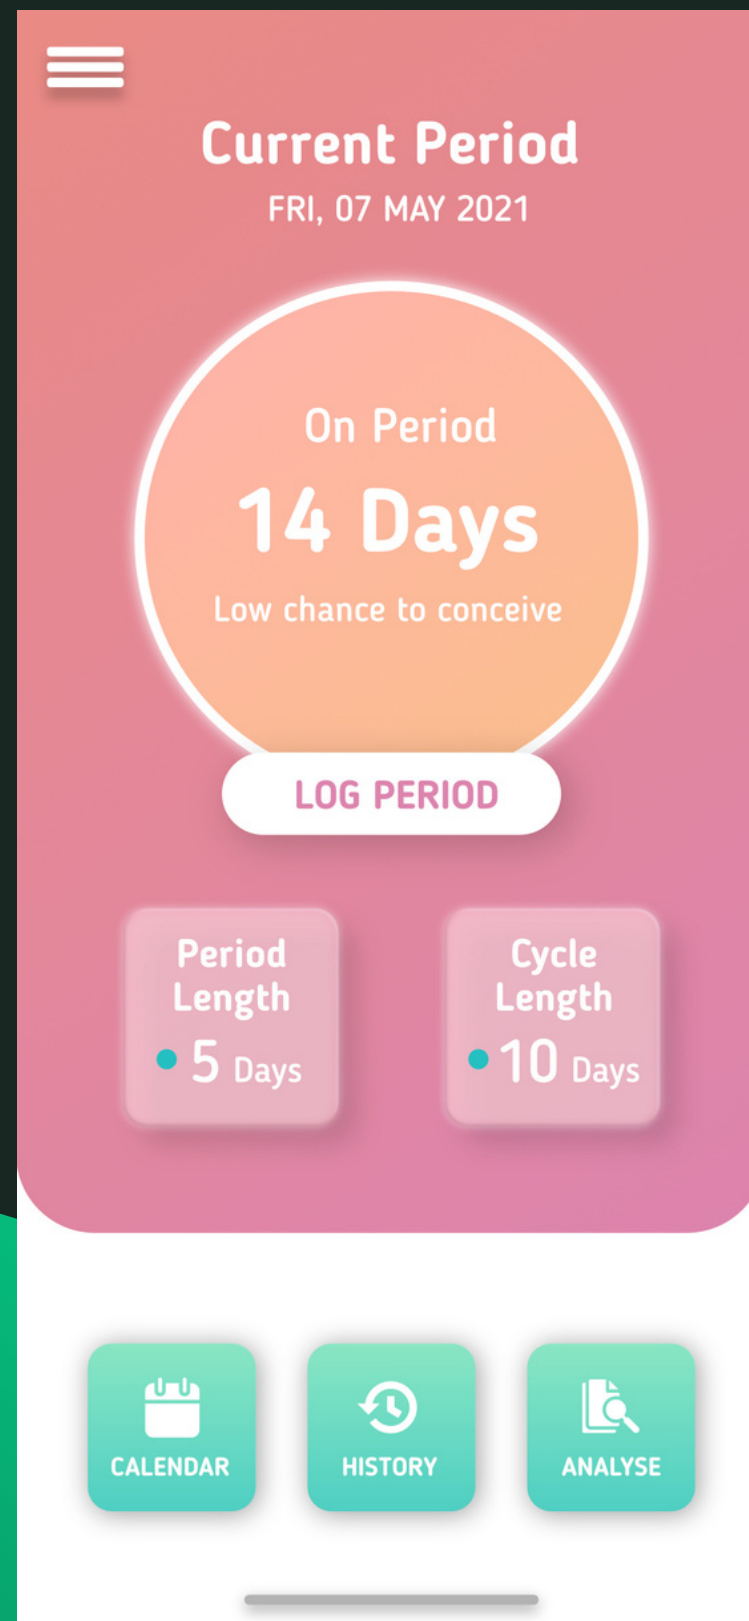 Current Period
FRI, 07 MAY 2021
On Period
14 Days
Low chance to conceive
LOG PERIOD
Period
Length
5 Days
Cycle
Length
10 Days
CALENDAR
HISTORY
ANALYSE